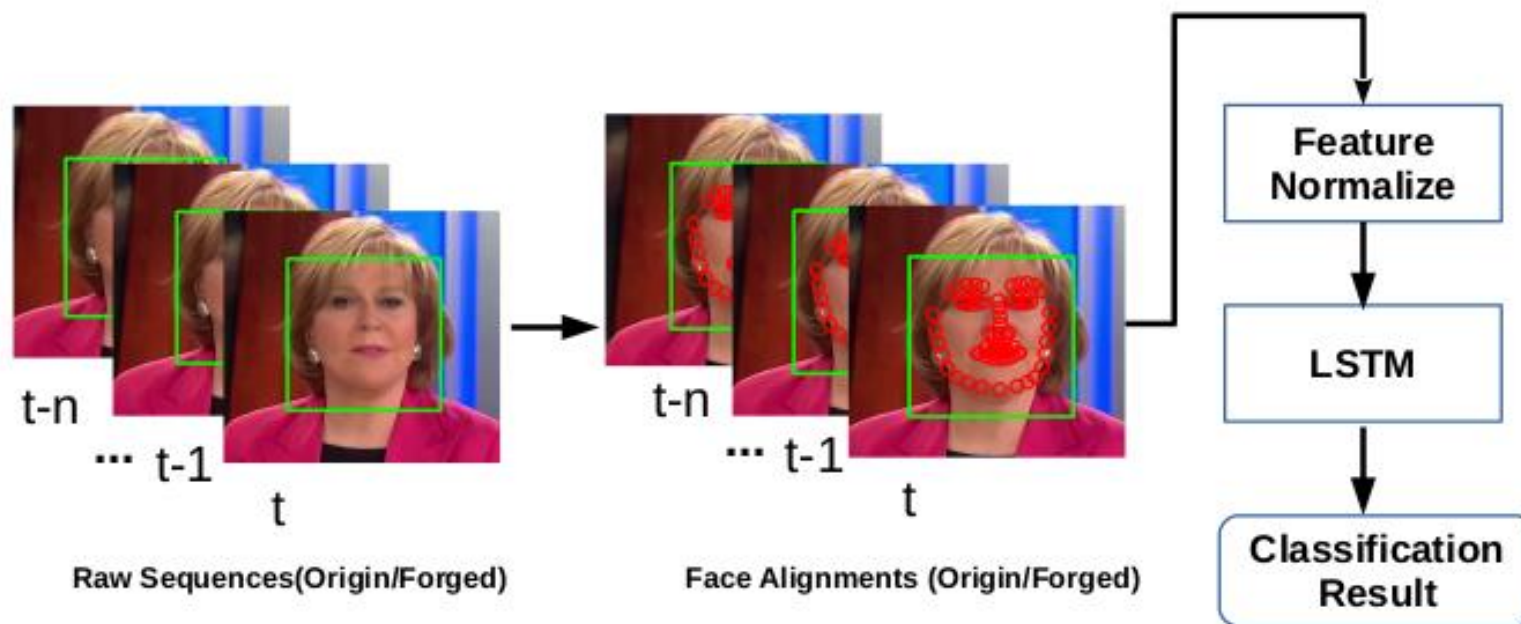 t-n
... t-1
t
Raw Sequences(Origin/Forged)
t-n
... t-1
t
Face Alignments (Origin/Forged)
Feature
Normalize
LSTM
Classification
Result